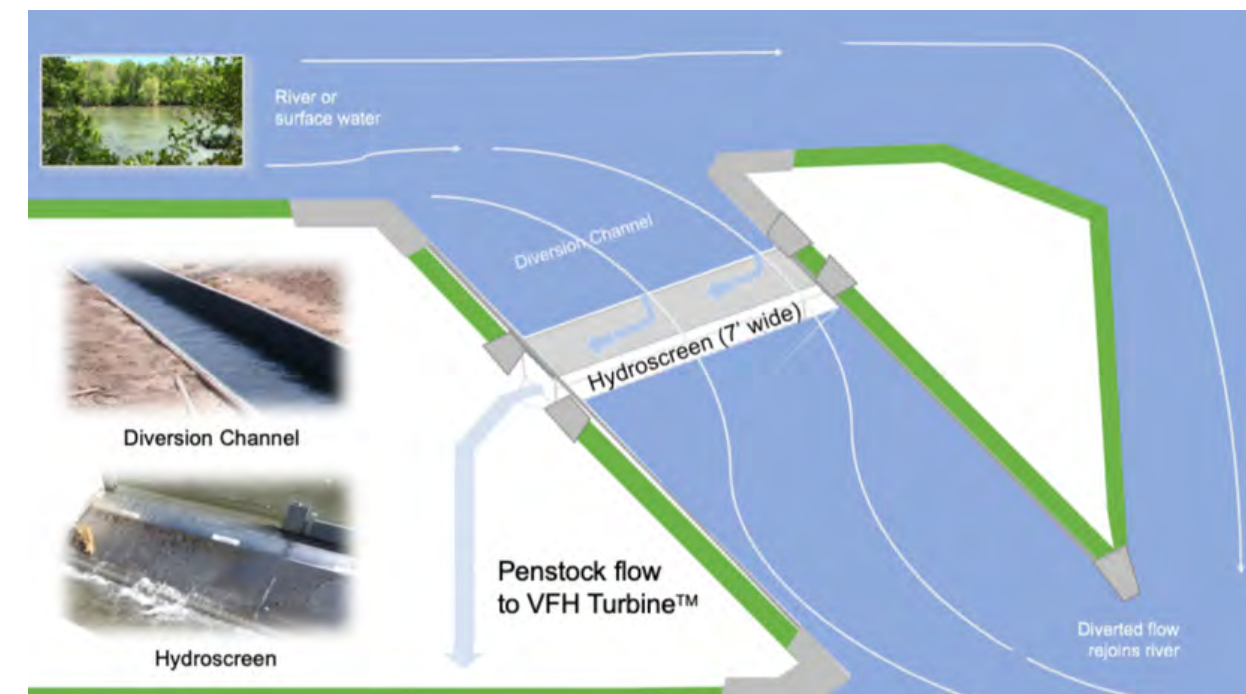 River or
surface water
Diversion Channel
Hydroscreen (7' wide)
Diversion Channel
Hydroscreen
Penstock flow
to VFH Turbine™
Diverted flow
rejoins river